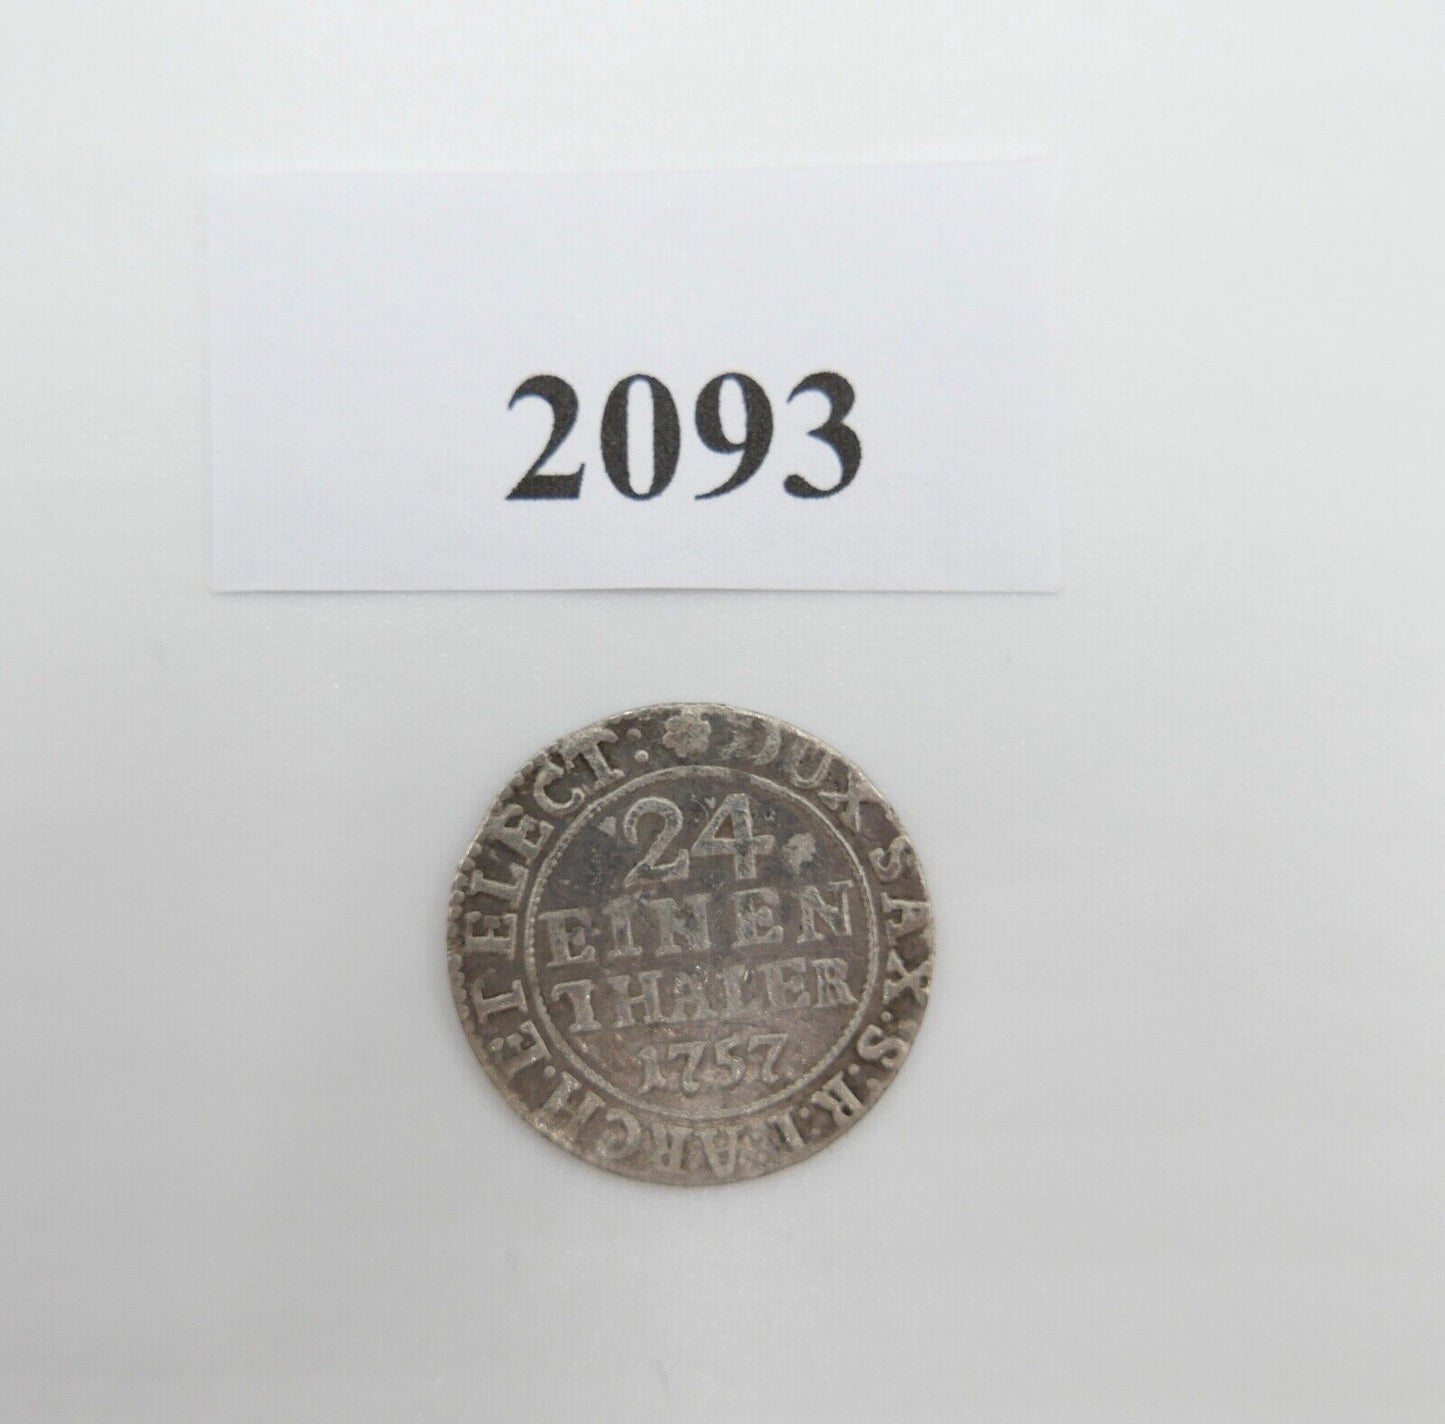 2093
DUX SAX. S. R. I. ARCH. ET ELECT:
24
EINEN
THALER
1757.